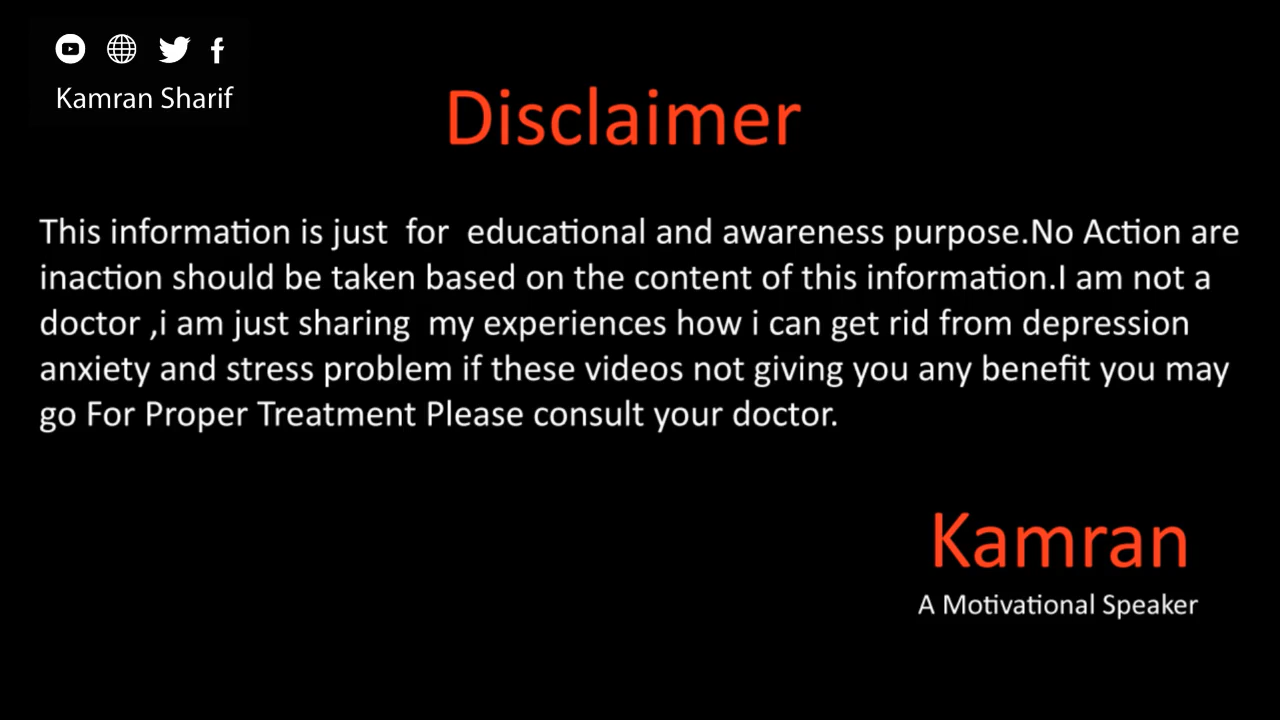 Kamran Sharif
Disclaimer
This information is just for educational and awareness purpose.No Action are
inaction should be taken based on the content of this information.I am not a
doctor ,i am just sharing my experiences how i can get rid from depression
anxiety and stress problem if these videos not giving you any benefit you may
go For Proper Treatment Please consult your doctor.
Kamran
A Motivational Speaker